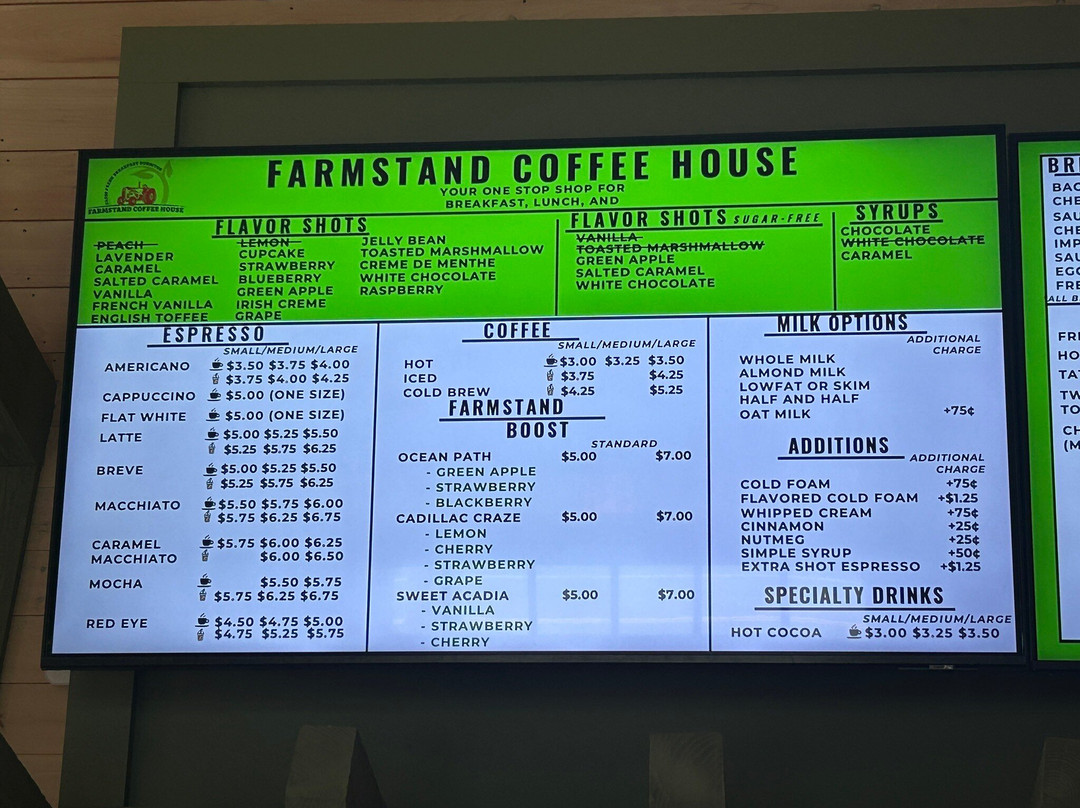 FARMSTAND COFFEE HOUSE
YOUR ONE STOP SHOP FOR
BREAKFAST, LUNCH, AND
FARMSTAND COFFEE HOUSE
FLAVOR SHOTS
PEACH
LAVENDER
CARAMEL
SALTED CARAMEL
VANILLA
FRENCH VANILLA
ENGLISH TOFFEE
LEMON
CUPCAKE
STRAWBERRY
BLUEBERRY
GREEN APPLE
IRISH CREME
GRAPE
JELLY BEAN
TOASTED MARSHMALLOW
CREME DE MENTHE
WHITE CHOCOLATE
RASPBERRY
FLAVOR SHOTS SUGAR-FREE
VANILLA
TOASTED MARSHMALLOW
GREEN APPLE
SALTED CARAMEL
WHITE CHOCOLATE
SYRUPS
CHOCOLATE
WHITE CHOCOLATE
CARAMEL
ESPRESSO
SMALL/MEDIUM/LARGE
AMERICANO $3.50 $3.75 $4.00
$3.75 $4.00 $4.25
CAPPUCCINO $5.00 (ONE SIZE)
FLAT WHITE $5.00 (ONE SIZE)
LATTE $5.00 5.25 $5.50
$5.25 $5.75 $6.25
BREVE $5.00 $5.25 $5.50
$5.25 $5.75 $6.25
MACCHIATO $5.50 $5.75 $6.00
$5.75 $6.25 $6.75
CARAMEL $5.75 $6.00 $6.25
MACCHIATO $6.00 $6.50
MOCHA $5.50 $5.75
$5.75 $6.25 $6.75
RED EYE $4.50 $4.75 $5.00
$4.75 $5.25 $5.75
COFFEE
SMALL/MEDIUM/LARGE
HOT $3.00 $3.25 $3.50
ICED $3.75 $4.25
COLD BREW $4.25 $5.25
FARMSTAND
BOOST
STANDARD
OCEAN PATH $5.00 $7.00
- GREEN APPLE
- STRAWBERRY
- BLACKBERRY
CADILLAC CRAZE $5.00 $7.00
- LEMON
- CHERRY
- STRAWBERRY
- GRAPE
SWEET ACADIA $5.00 $7.00
- VANILLA
- STRAWBERRY
- CHERRY
MILK OPTIONS
ADDITIONAL
CHARGE
WHOLE MILK
ALMOND MILK
LOWFAT OR SKIM
HALF AND HALF
OAT MILK +75¢
ADDITIONS
ADDITIONAL
CHARGE
COLD FOAM +75¢
FLAVORED COLD FOAM +$1.25
WHIPPED CREAM +75¢
CINNAMON +25¢
NUTMEG +25¢
SIMPLE SYRUP +50¢
EXTRA SHOT ESPRESSO +$1.25
SPECIALTY DRINKS
SMALL/MEDIUM/LARGE
HOT COCOA $3.00 $3.25 $3.50